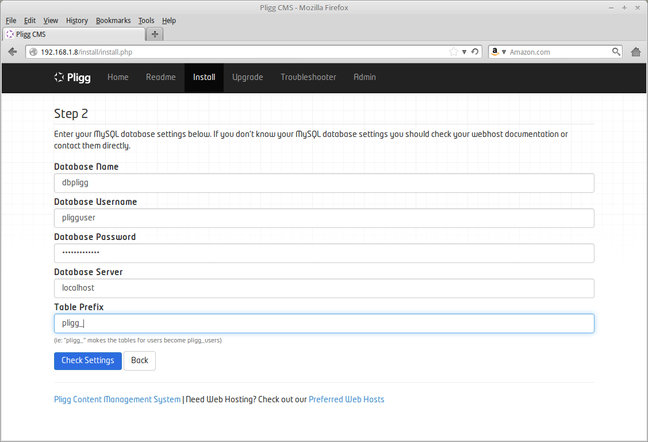 Pligg CMS - Mozilla Firefox
File Edit View History Bookmarks Tools Help
Pligg CMS
192.168.1.8/install/install.php
Amazon.com
Pligg Home Readme Install Upgrade Troubleshooter Admin
Step 2
Enter your MySQL database settings below. If you don't know your MySQL database settings you should check your webhost documentation or
contact them directly.
Database Name
dbpligg
Database Username
pligguser
Database Password
•••••••••••••
Database Server
localhost
Table Prefix
pligg_
(ie: "pligg_" makes the tables for users become pligg_users)
Check Settings Back
Pligg Content Management System | Need Web Hosting? Check out our Preferred Web Hosts